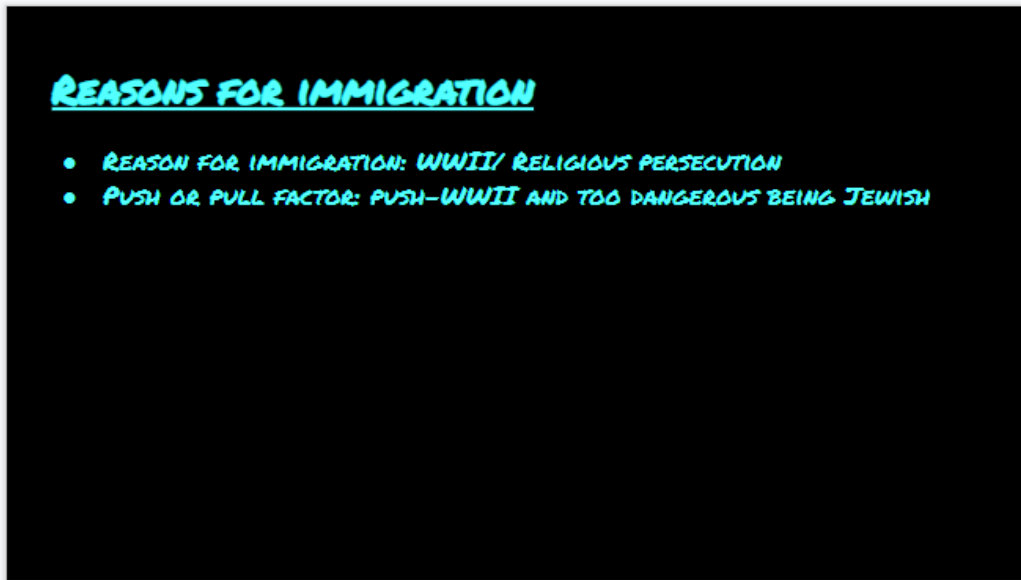 Reasons for immigration
● Reason for immigration: WWII/ Religious persecution
● Push or pull factor: push-WWII and too dangerous being Jewish